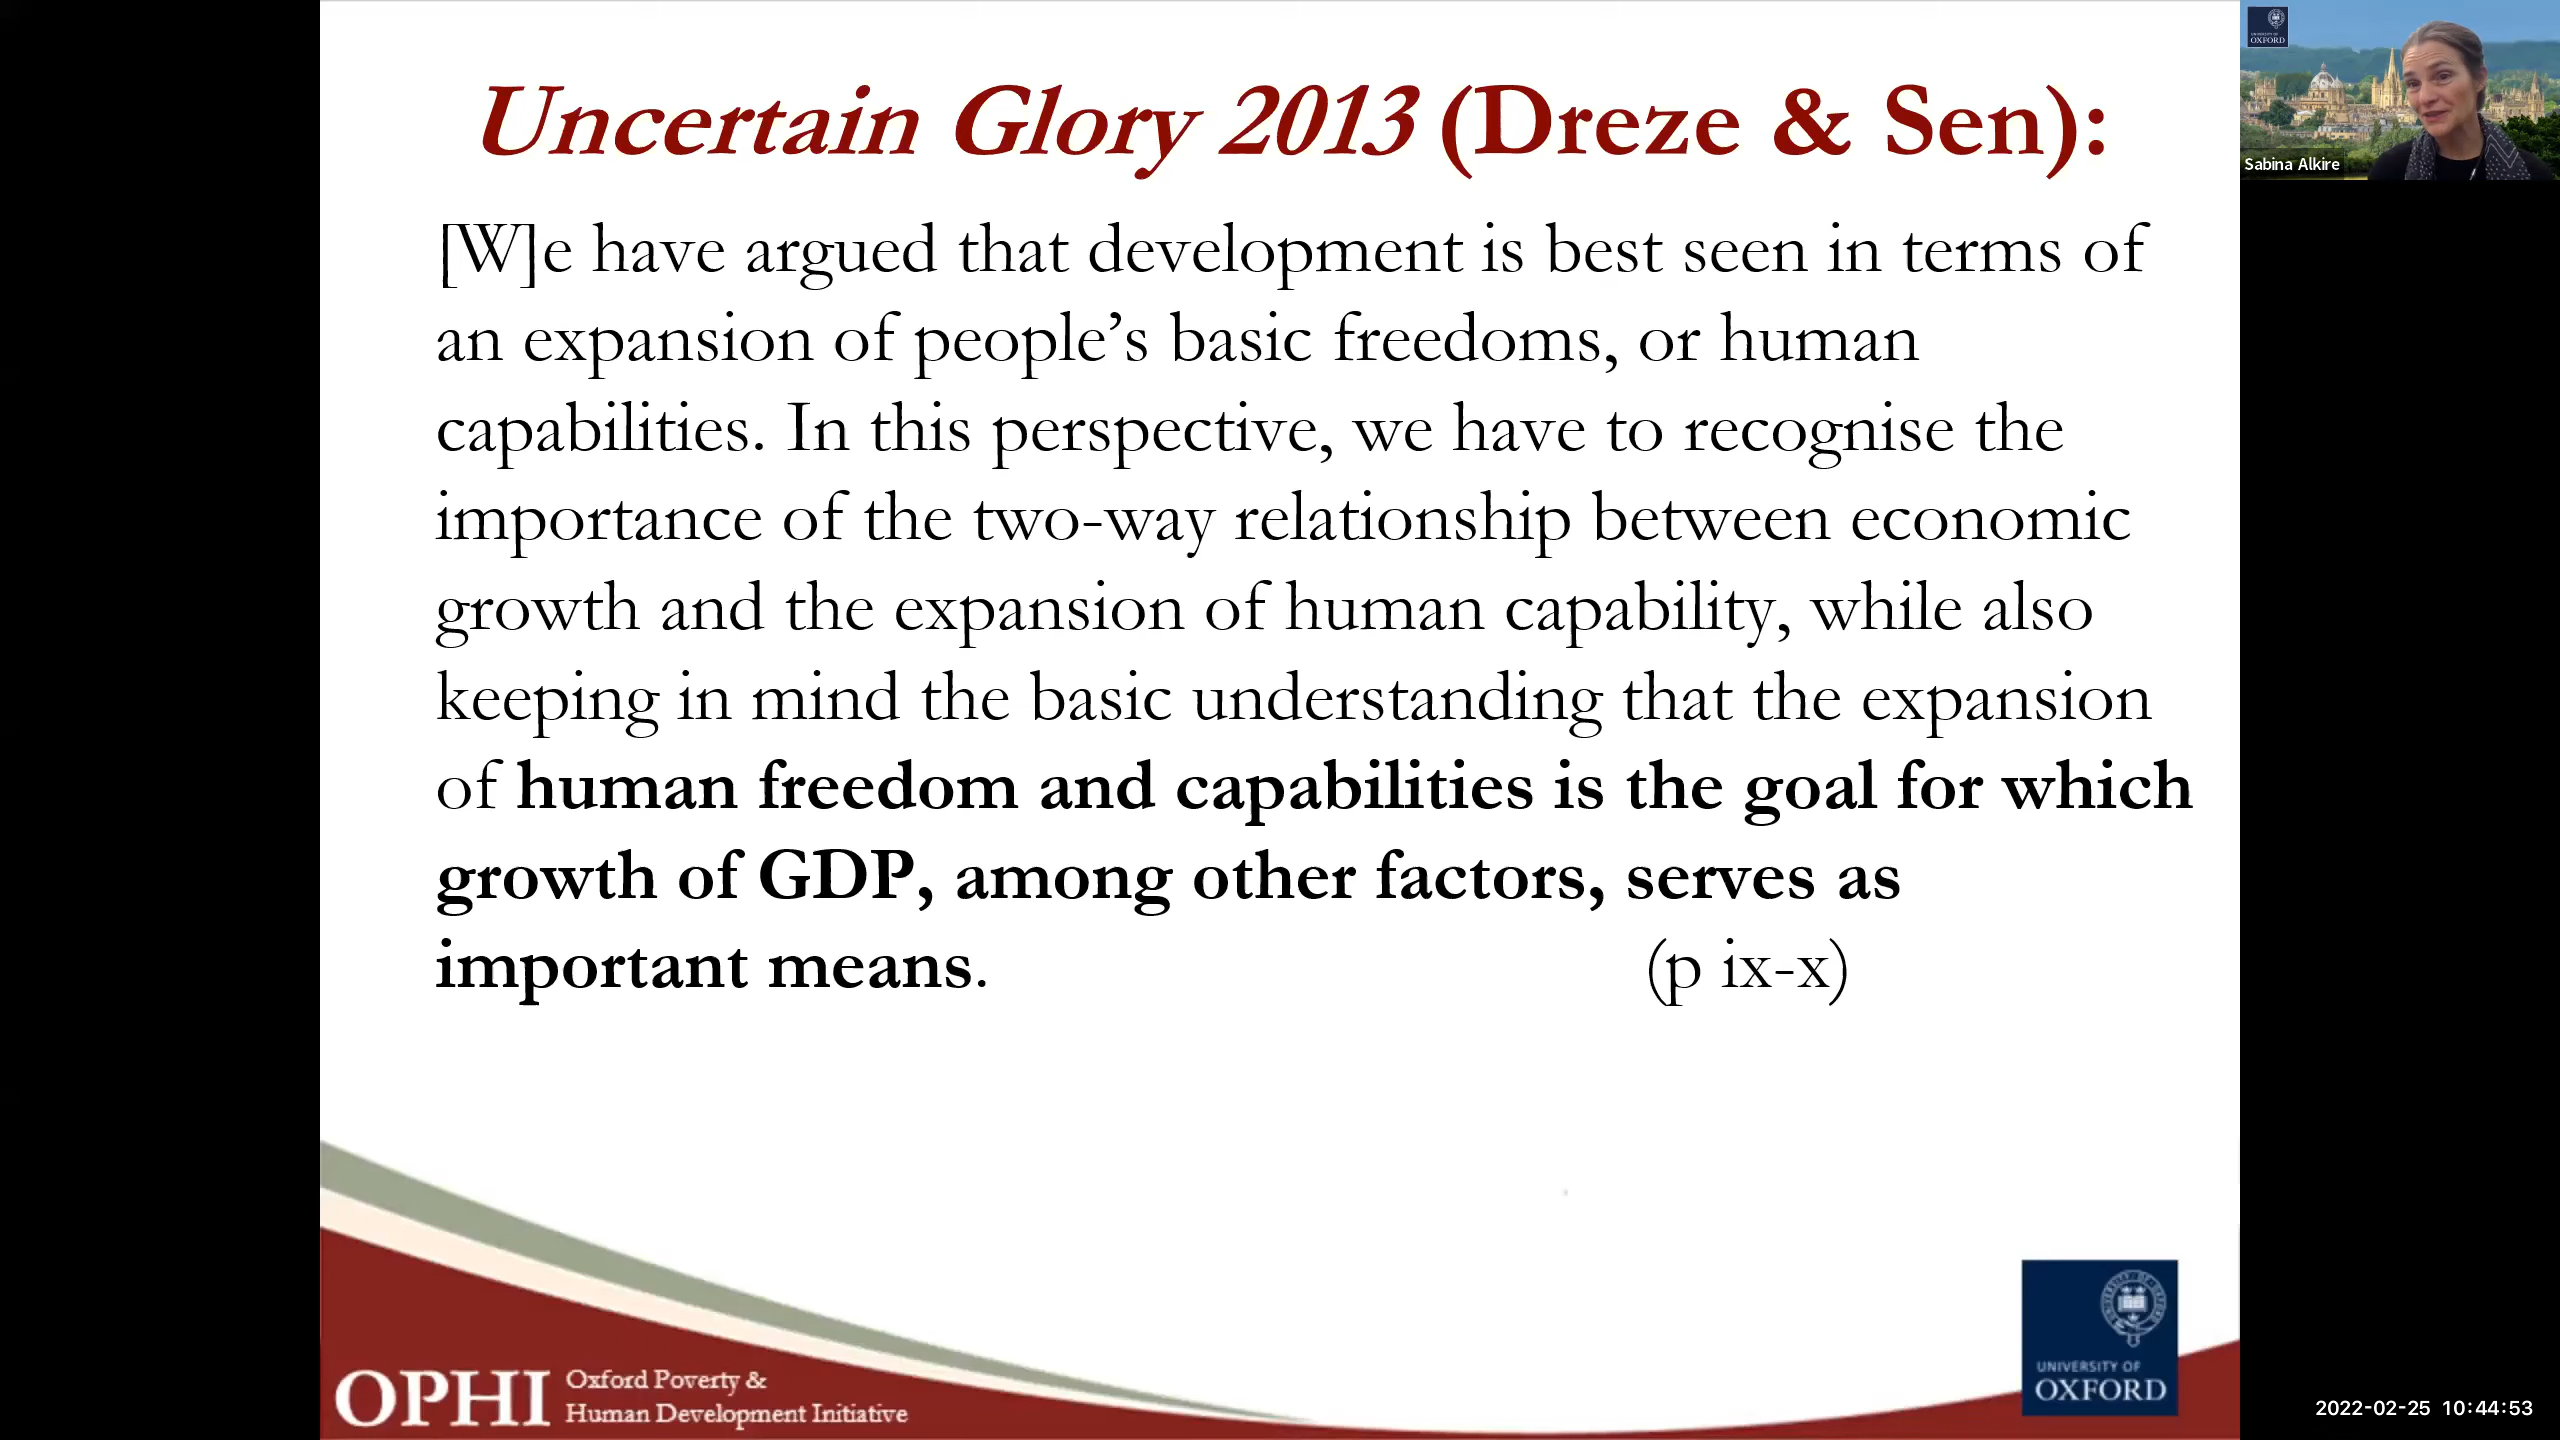 Uncertain Glory 2013 (Dreze & Sen):
[W]e have argued that development is best seen in terms of
an expansion of people’s basic freedoms, or human
capabilities. In this perspective, we have to recognise the
importance of the two-way relationship between economic
growth and the expansion of human capability, while also
keeping in mind the basic understanding that the expansion
of human freedom and capabilities is the goal for which
growth of GDP, among other factors, serves as
important means. (p ix-x)
UNIVERSITY OF
OXFORD
Sabina Alkire
OPHI
Oxford Poverty &
Human Development Initiative
UNIVERSITY OF
OXFORD
2022-02-25 10:44:53